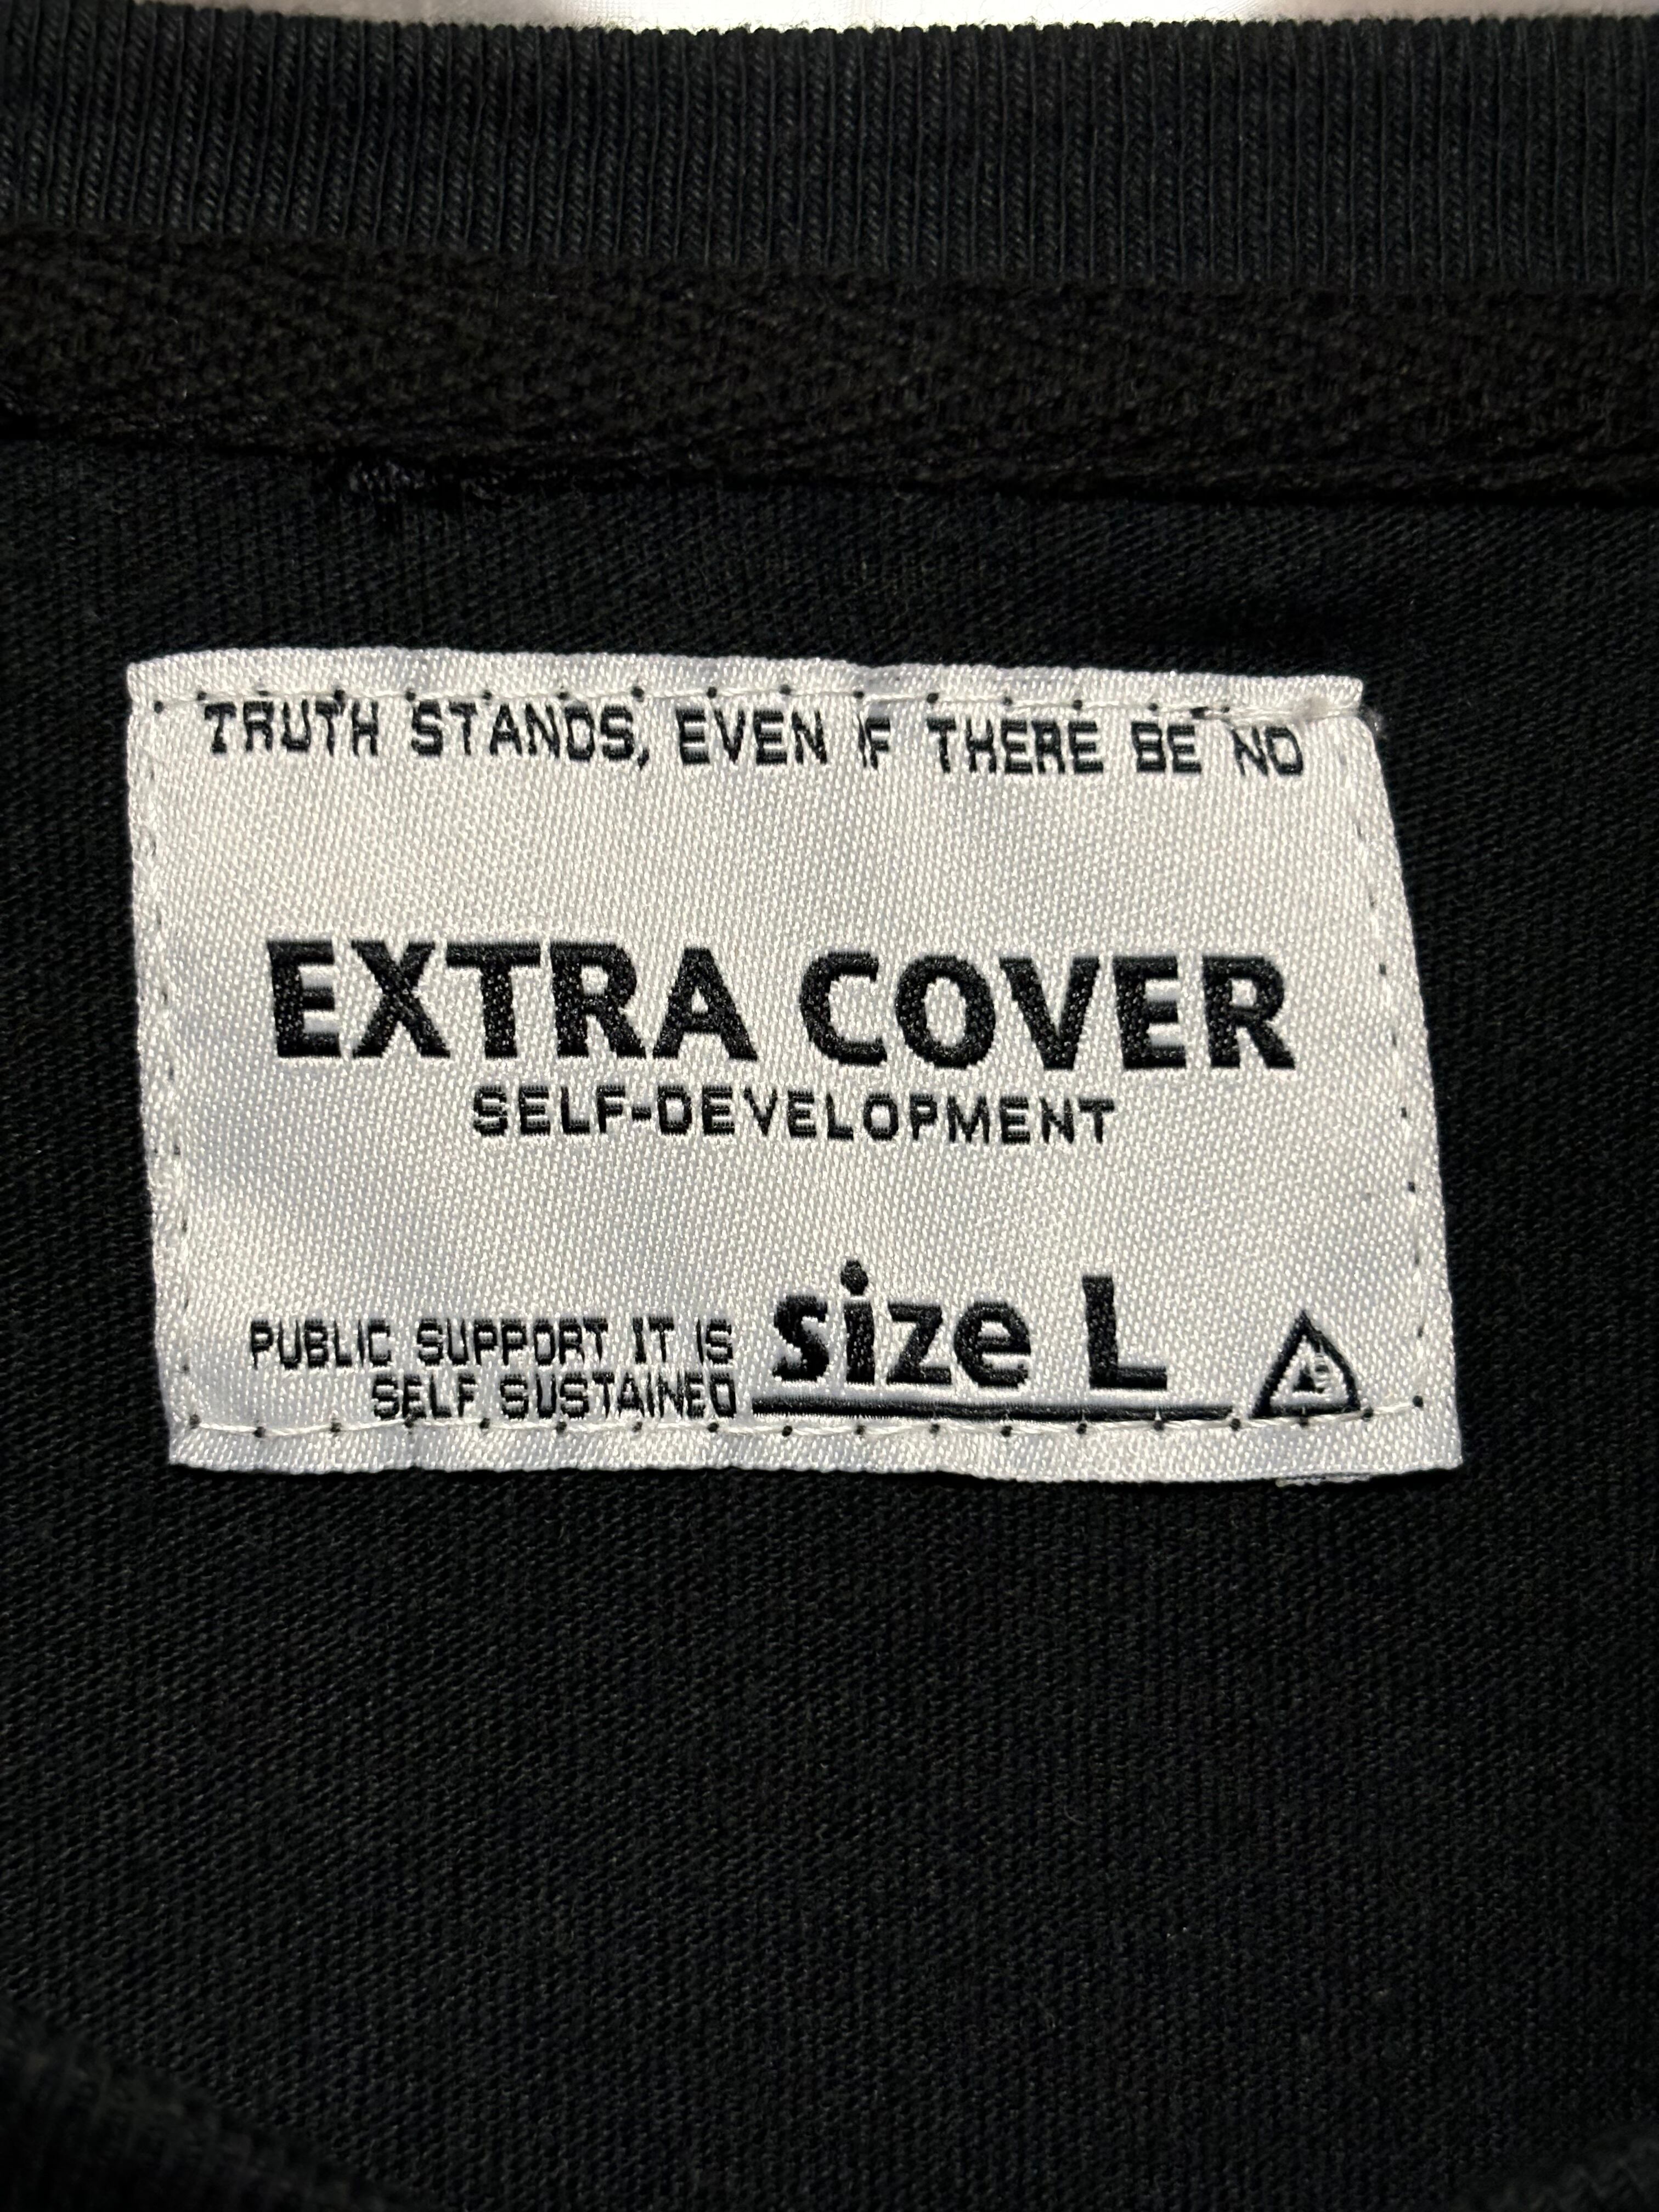 TRUTH STANDS, EVEN IF THERE BE NO
EXTRA COVER
SELF-DEVELOPMENT
PUBLIC SUPPORT IT IS
SELF SUSTAINED
size L